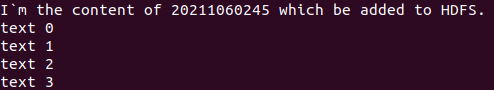 I`m the content of 20211060245 which be added to HDFS.
text 0
text 1
text 2
text 3